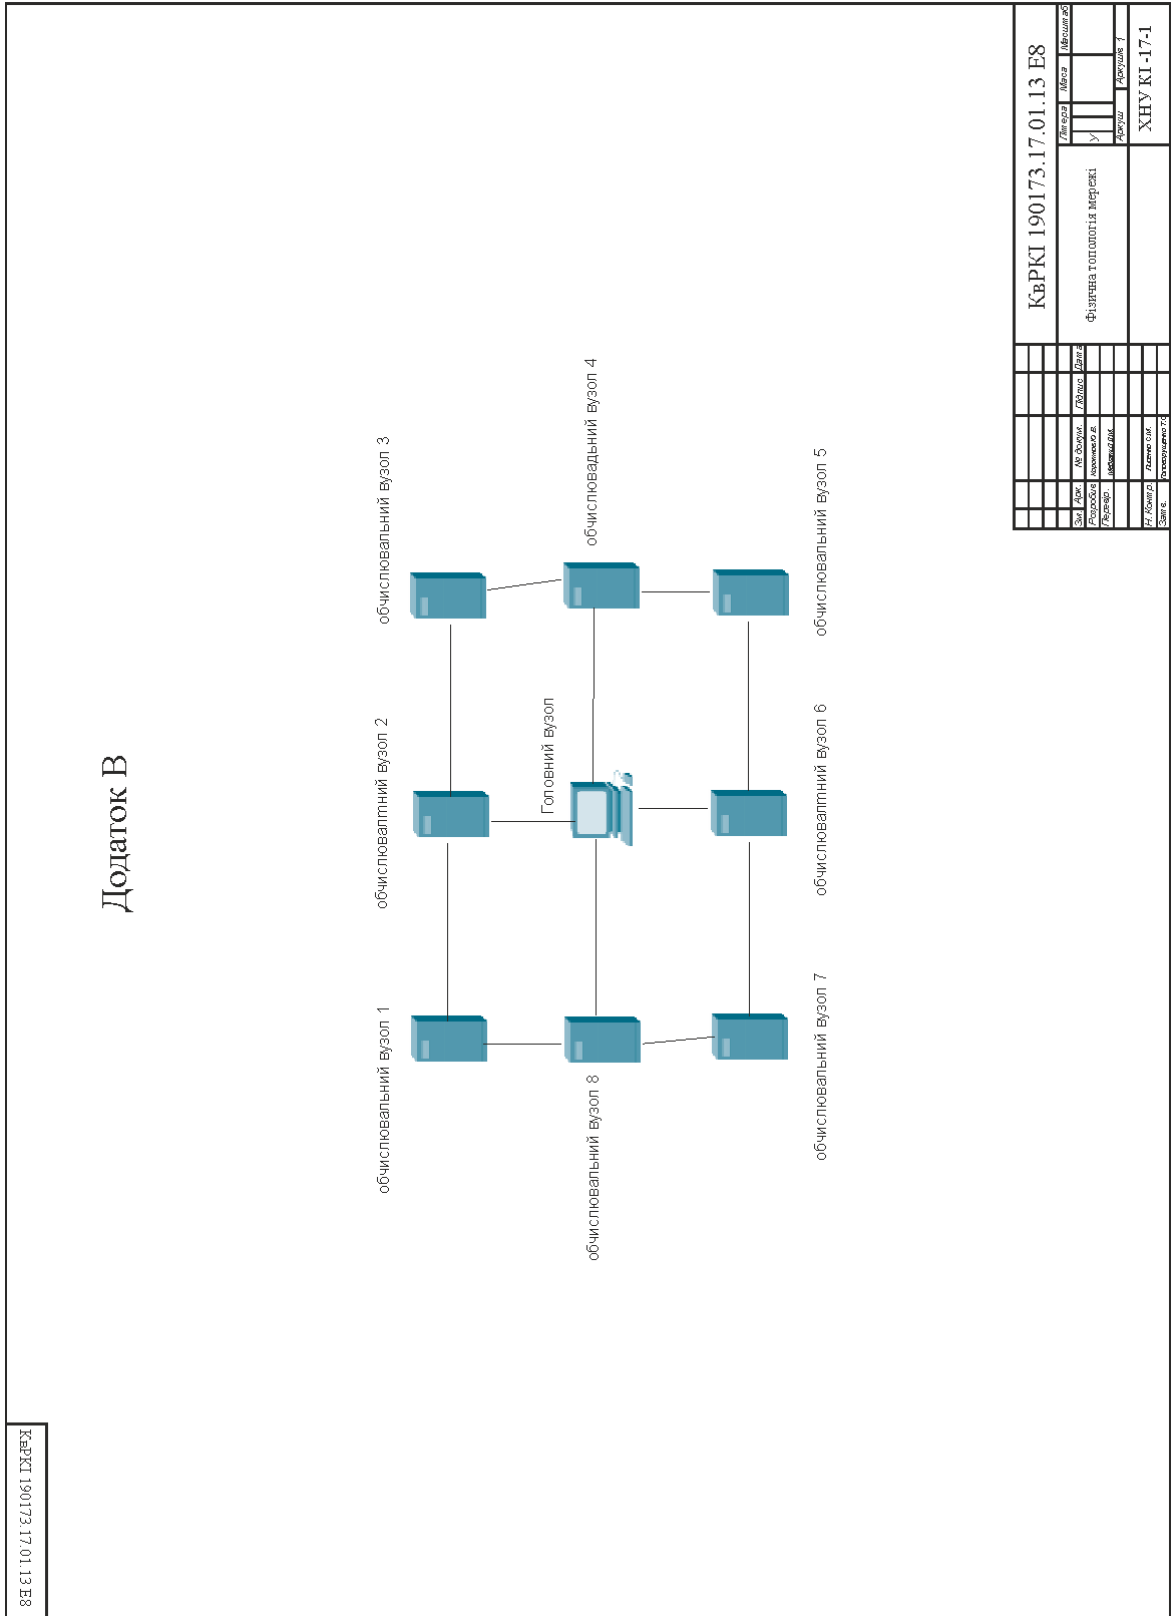 КвРКІ 190173.17.01.13 Е8
Додаток В
обчислювальний вузол 1
обчислювалтний вузол 2
обчислювальний вузол 3
обчислювальний вузол 8
Головний вузол
обчислювадьний вузол 4
обчислювальний вузол 7
обчислювалтний вузол 6
обчислювальний вузол 5
КвРКІ 190173.17.01.13 Е8
Зм. Арк. № докум. Підпис Дата
Розробив
Перевір.
Н. Контр.
Затв.
Фізична топологія мережі
Літера Маса Масштаб
У
Аркуш Аркушів 1
ХНУ КІ -17-1